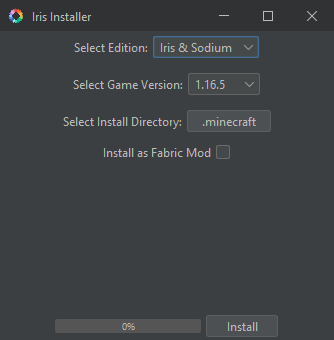 Iris Installer
Select Edition: Iris & Sodium
Select Game Version: 1.16.5
Select Install Directory: .minecraft
Install as Fabric Mod
0% Install